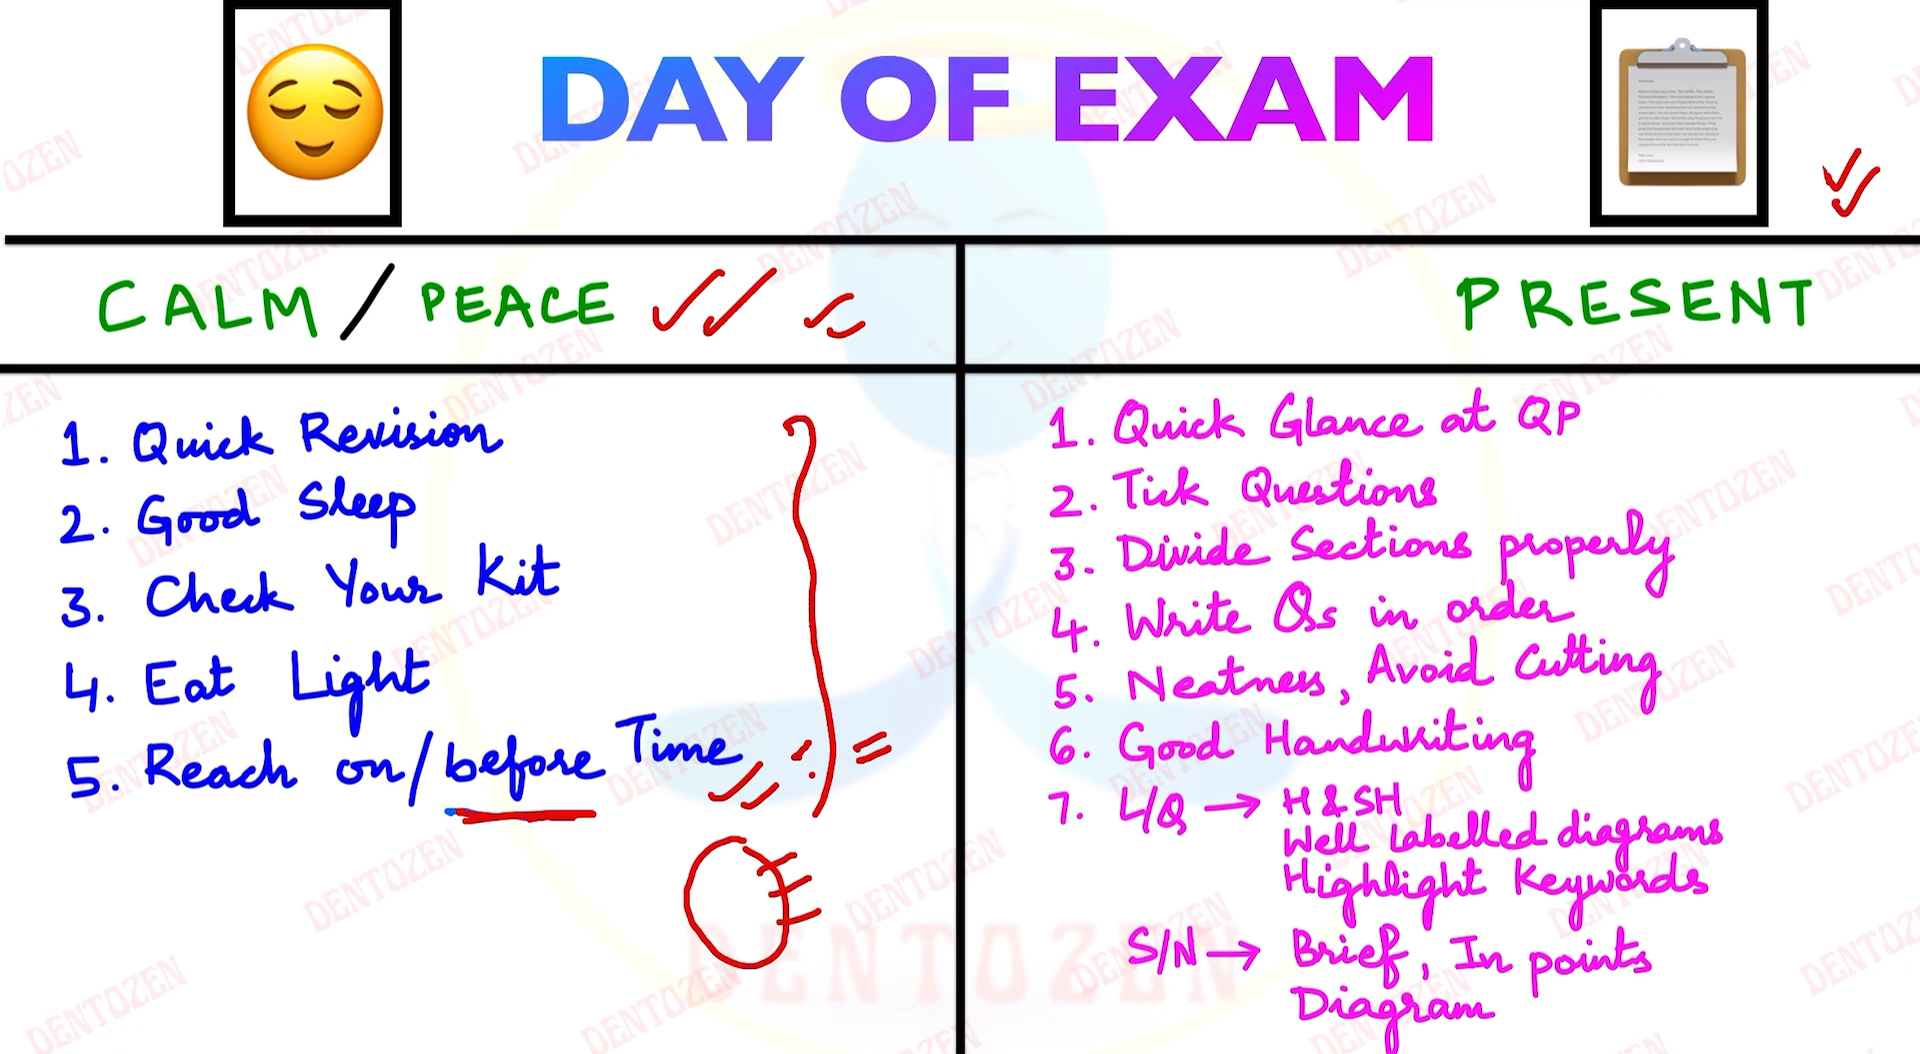 DAY OF EXAM
CALM / PEACE
PRESENT
1. Quick Revision
2. Good Sleep
3. Check Your Kit
4. Eat Light
5. Reach on/before Time
1. Quick Glance at QP
2. Tick Questions
3. Divide Sections properly
4. Write Qs in order
5. Neatness, Avoid Cutting
6. Good Handwriting
7. L/Q → H & SH
Well labelled diagrams
Highlight Keywords
S/N → Brief, In points
Diagram
DENTOZEN